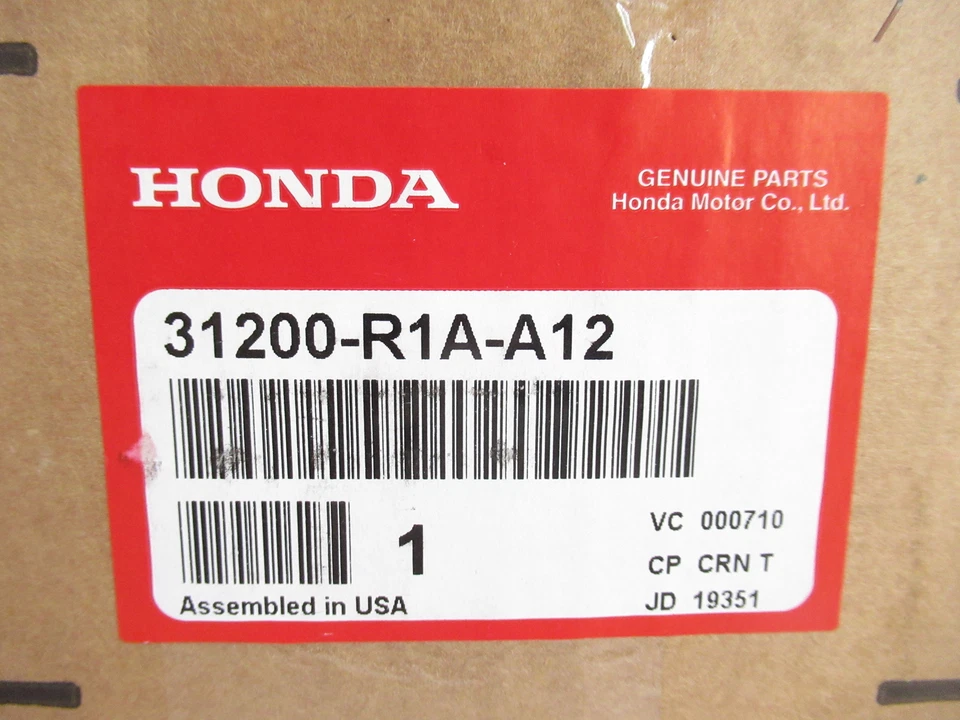 HONDA
GENUINE PARTS
Honda Motor Co., Ltd.
31200-R1A-A12
1
VC 000710
CP CRN T
JD 19351
Assembled in USA